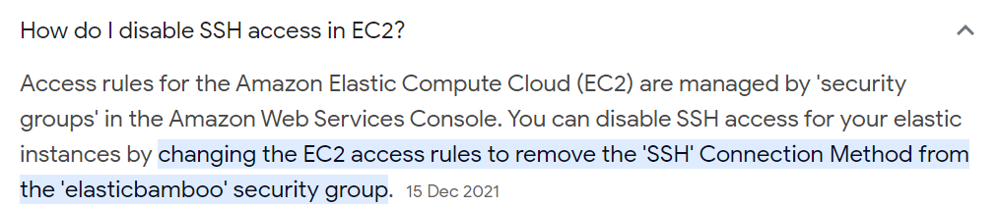 How do I disable SSH access in EC2?
Access rules for the Amazon Elastic Compute Cloud (EC2) are managed by 'security
groups' in the Amazon Web Services Console. You can disable SSH access for your elastic
instances by changing the EC2 access rules to remove the 'SSH' Connection Method from
the 'elasticbamboo' security group. 15 Dec 2021